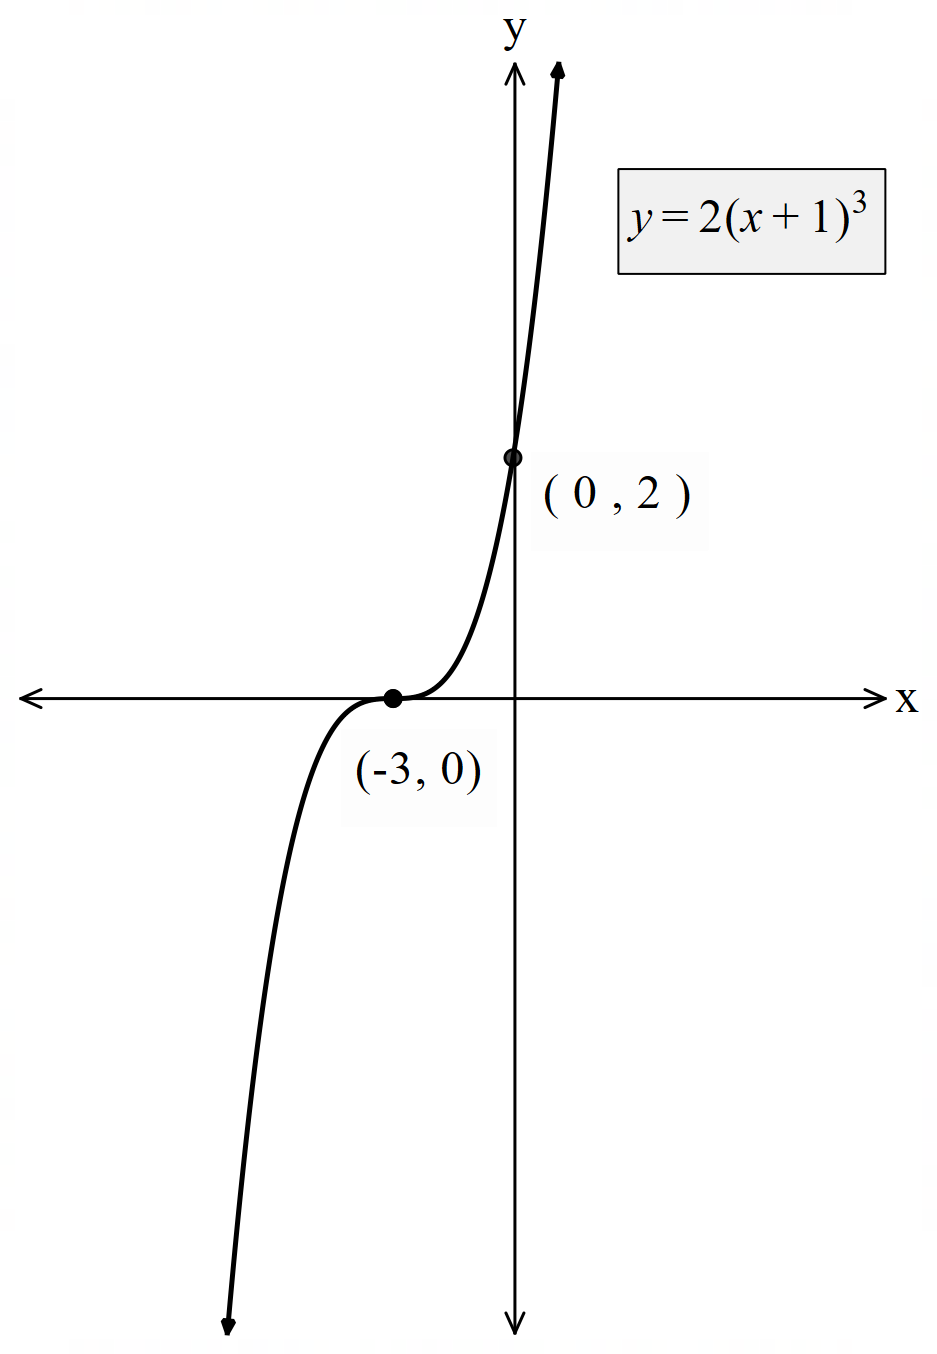 y
y = 2(x + 1)³
( 0 , 2 )
x
(-3, 0)